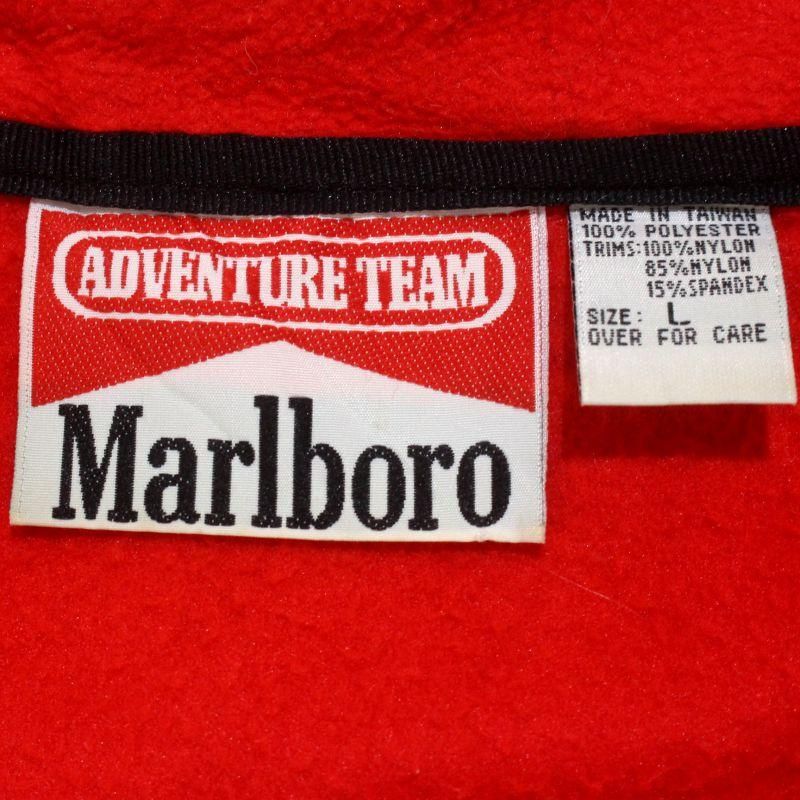 ADVENTURE TEAM
Marlboro
MADE IN TAIWAN
100% POLYESTER
TRIMS:100%NYLON
85%NYLON
15%SPANDEX
SIZE: L
OVER FOR CARE